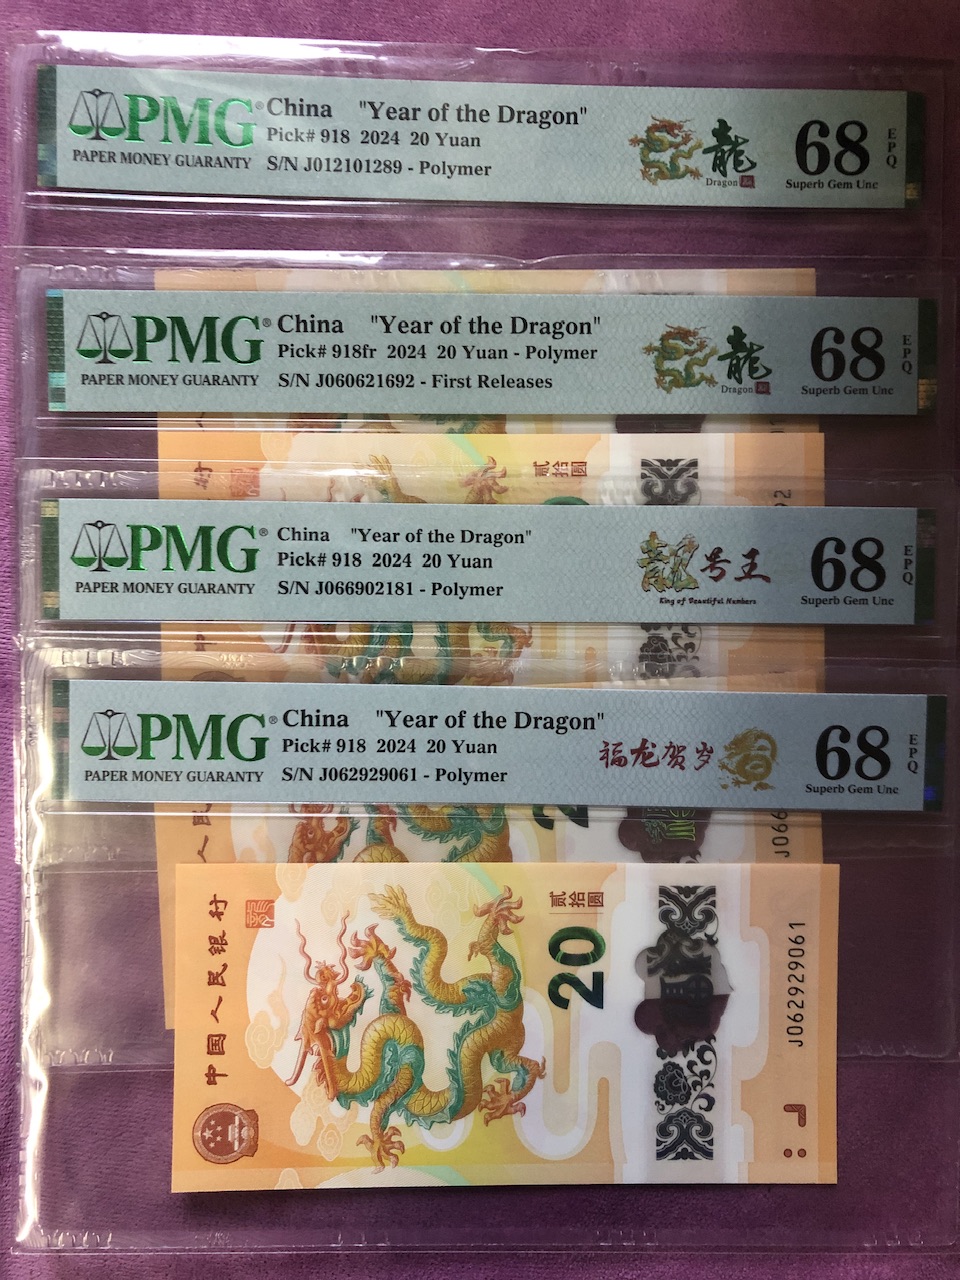 PMG® China "Year of the Dragon"
Pick# 918 2024 20 Yuan
PAPER MONEY GUARANTY S/N J012101289 - Polymer
龍
Dragon
68 EPQ
Superb Gem Unc
PMG® China "Year of the Dragon"
Pick# 918fr 2024 20 Yuan - Polymer
PAPER MONEY GUARANTY S/N J060621692 - First Releases
龍
Dragon
68 EPQ
Superb Gem Unc
贰拾圆
PMG® China "Year of the Dragon"
Pick# 918 2024 20 Yuan
PAPER MONEY GUARANTY S/N J066902181 - Polymer
靓号王
King of Beautiful Numbers
68 EPQ
Superb Gem Unc
PMG® China "Year of the Dragon"
Pick# 918 2024 20 Yuan
PAPER MONEY GUARANTY S/N J062929061 - Polymer
福龙贺岁
68 EPQ
Superb Gem Unc
J066
中国人民银行
贰拾圆
20
J062929061